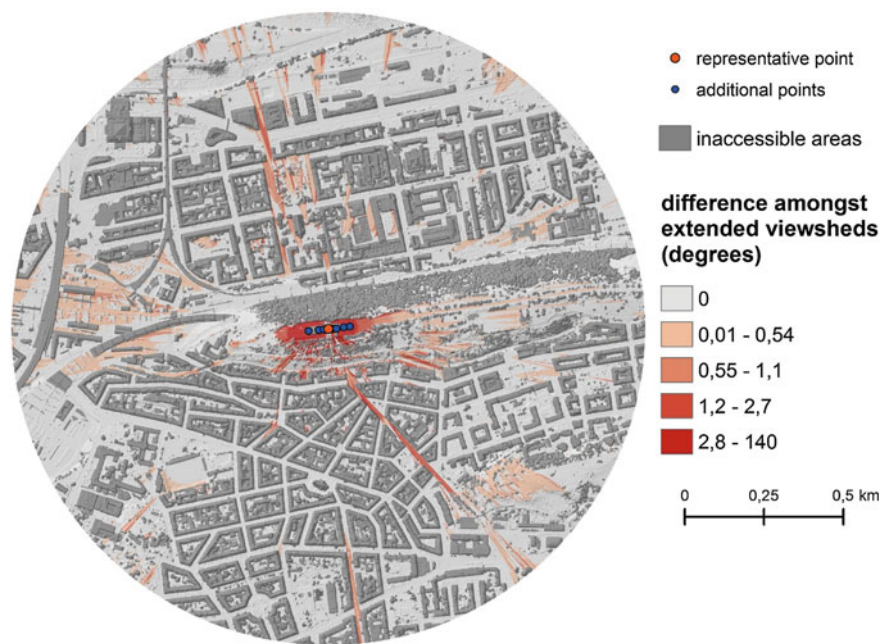 representative point
additional points
inaccessible areas
difference amongst
extended viewsheds
(degrees)
0
0,01 - 0,54
0,55 - 1,1
1,2 - 2,7
2,8 - 140
0 0,25 0,5 km